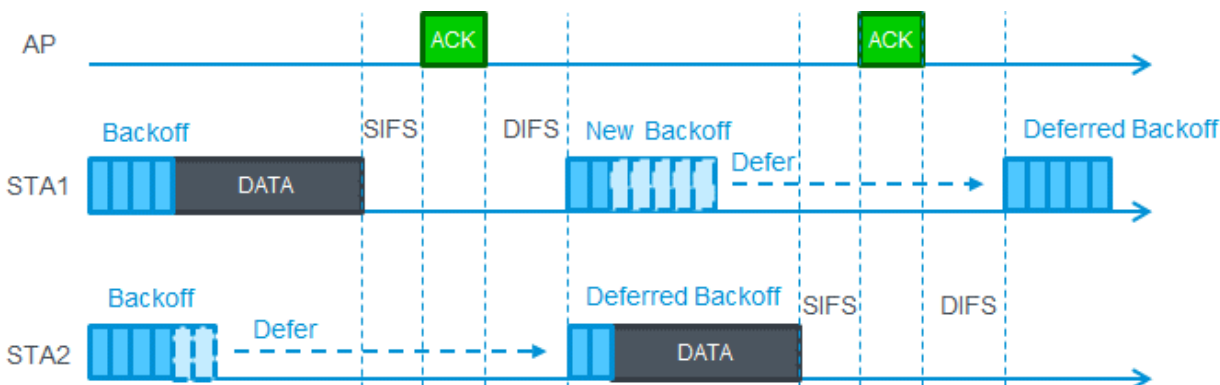 AP
ACK
ACK
Backoff
SIFS
DIFS
New Backoff
Deferred Backoff
STA1
DATA
Defer
Backoff
Deferred Backoff
SIFS
DIFS
STA2
Defer
DATA